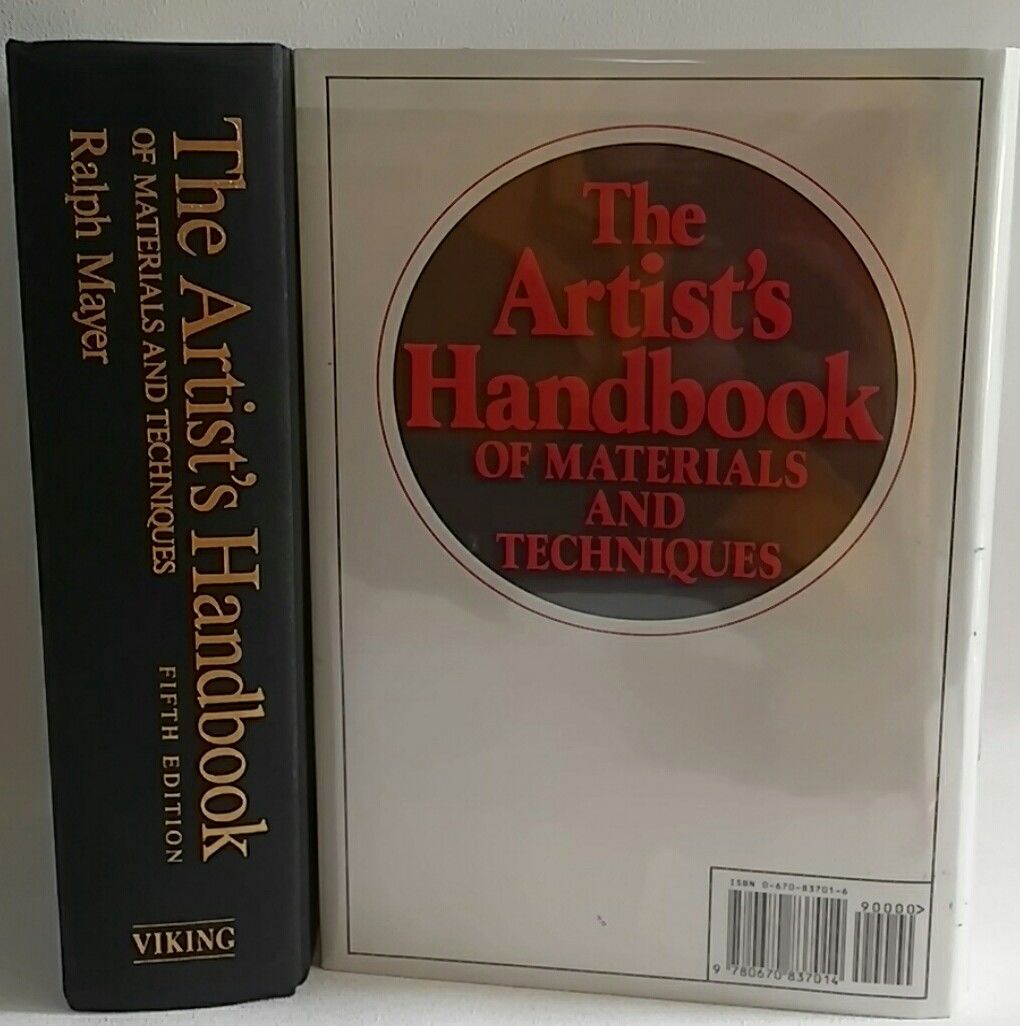 The Artist's Handbook
OF MATERIALS AND TECHNIQUES
FIFTH EDITION
Ralph Mayer
VIKING
The
Artist's
Handbook
OF MATERIALS
AND
TECHNIQUES
ISBN 0-670-83701-6
90000>
9 780670 837014